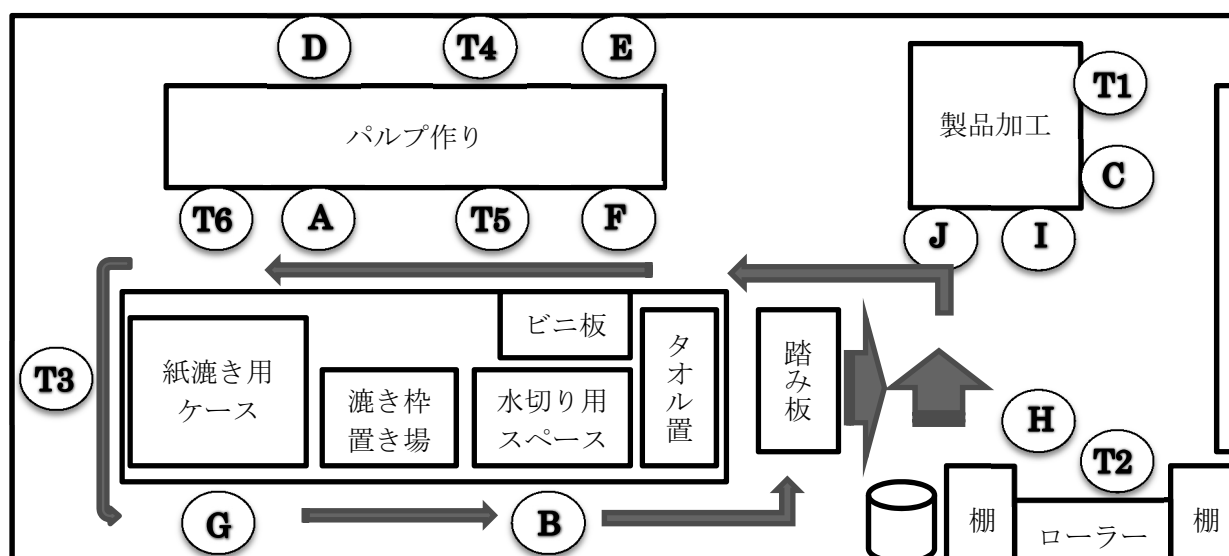 D
T4
E
パルプ作り
T6
A
T5
F
製品加工
T1
C
J
I
T3
紙漉き用
ケース
漉き枠
置き場
ビニ板
水切り用
スペース
タオル置
踏み板
G
B
H
T2
棚
ローラー
棚